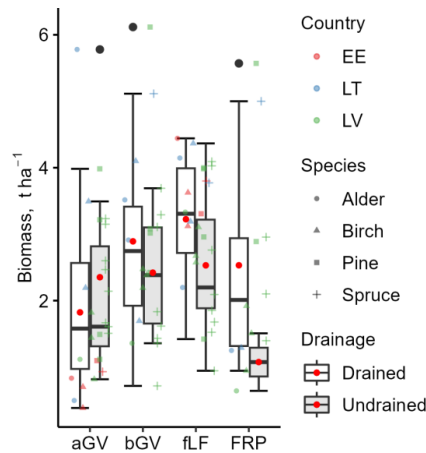 Biomass, t ha⁻¹
6
4
2
aGV bGV fLF FRP
Country
EE
LT
LV
Species
Alder
Birch
Pine
Spruce
Drainage
Drained
Undrained